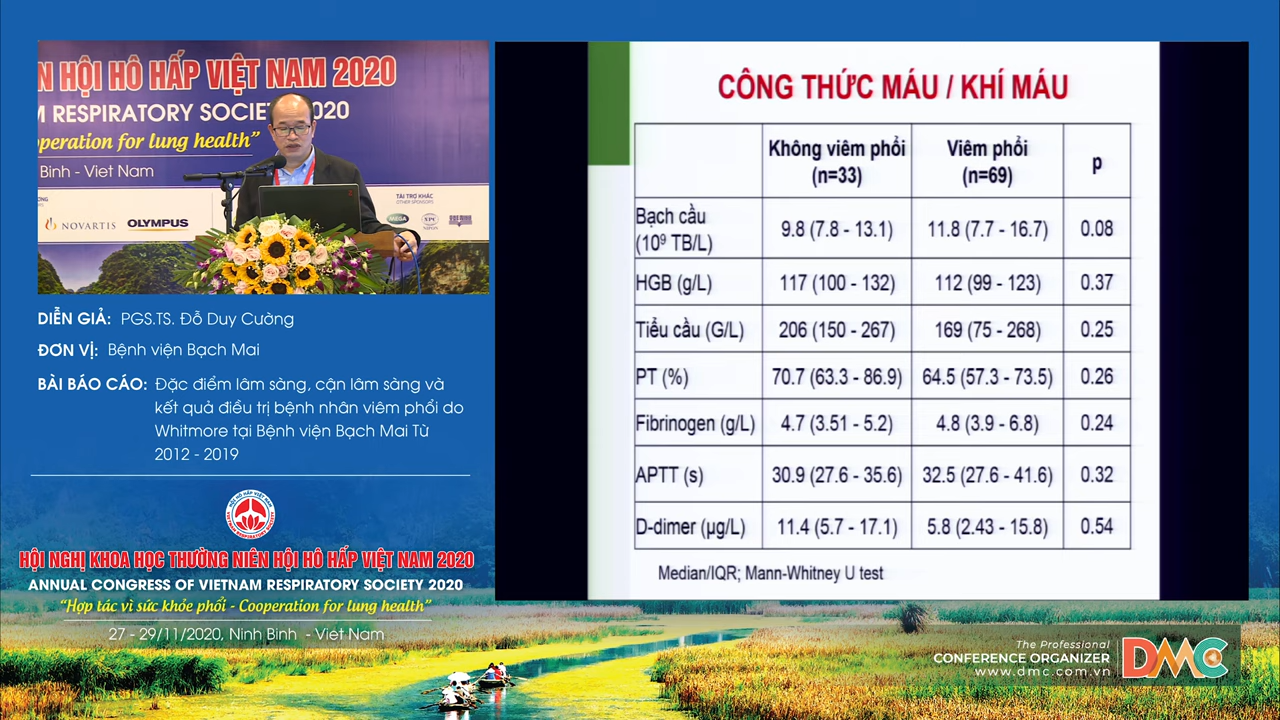 N HỘI HÔ HẤP VIỆT NAM 2020
M RESPIRATORY SOCIETY 2020
peration for lung health”
Binh - Viet Nam
NOVARTIS
OLYMPUS
TÀI TRỢ KHÁC
OTHER SPONSORS
MEGA
DIỄN GIẢ: PGS.TS. Đỗ Duy Cường
ĐƠN VỊ: Bệnh viện Bạch Mai
BÀI BÁO CÁO: Đặc điểm lâm sàng, cận lâm sàng và
kết quả điều trị bệnh nhân viêm phổi do
Whitmore tại Bệnh viện Bạch Mai Từ
2012 - 2019
HỘI NGHỊ KHOA HỌC THƯỜNG NIÊN HỘI HÔ HẤP VIỆT NAM 2020
ANNUAL CONGRESS OF VIETNAM RESPIRATORY SOCIETY 2020
“Hợp tác vì sức khỏe phổi - Cooperation for lung health”
27 - 29/11/2020, Ninh Binh - Viet Nam
CÔNG THỨC MÁU / KHÍ MÁU
Không viêm phổi (n=33) Viêm phổi (n=69) p
Bạch cầu (10⁹ TB/L) 9.8 (7.8 - 13.1) 11.8 (7.7 - 16.7) 0.08
HGB (g/L) 117 (100 - 132) 112 (99 - 123) 0.37
Tiểu cầu (G/L) 206 (150 - 267) 169 (75 - 268) 0.25
PT (%) 70.7 (63.3 - 86.9) 64.5 (57.3 - 73.5) 0.26
Fibrinogen (g/L) 4.7 (3.51 - 5.2) 4.8 (3.9 - 6.8) 0.24
APTT (s) 30.9 (27.6 - 35.6) 32.5 (27.6 - 41.6) 0.32
D-dimer (µg/L) 11.4 (5.7 - 17.1) 5.8 (2.43 - 15.8) 0.54
Median/IQR; Mann-Whitney U test
The Professional
CONFERENCE ORGANIZER
www.dmc.com.vn
DMC